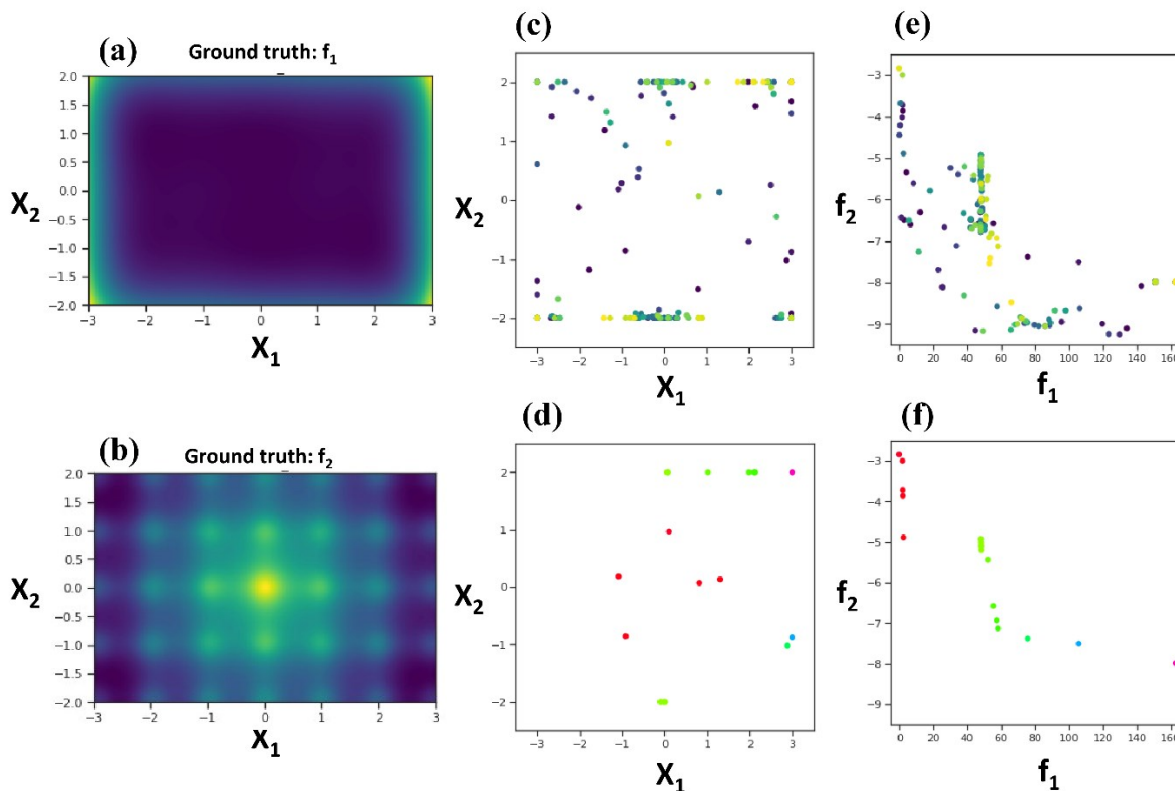 (a)
Ground truth: f₁
2.0
1.5
1.0
0.5
0.0
−0.5
−1.0
−1.5
−2.0
X₂
−3 −2 −1 0 1 2 3
X₁
(c)
2
1
0
−1
−2
X₂
−3 −2 −1 0 1 2 3
X₁
(e)
−3
−4
−5
−6
−7
−8
−9
f₂
0 20 40 60 80 100 120 140 160
f₁
(b)
Ground truth: f₂
2.0
1.5
1.0
0.5
0.0
−0.5
−1.0
−1.5
−2.0
X₂
−3 −2 −1 0 1 2 3
X₁
(d)
2
1
0
−1
−2
X₂
−3 −2 −1 0 1 2 3
X₁
(f)
−3
−4
−5
−6
−7
−8
−9
f₂
0 20 40 60 80 100 120 140 160
f₁